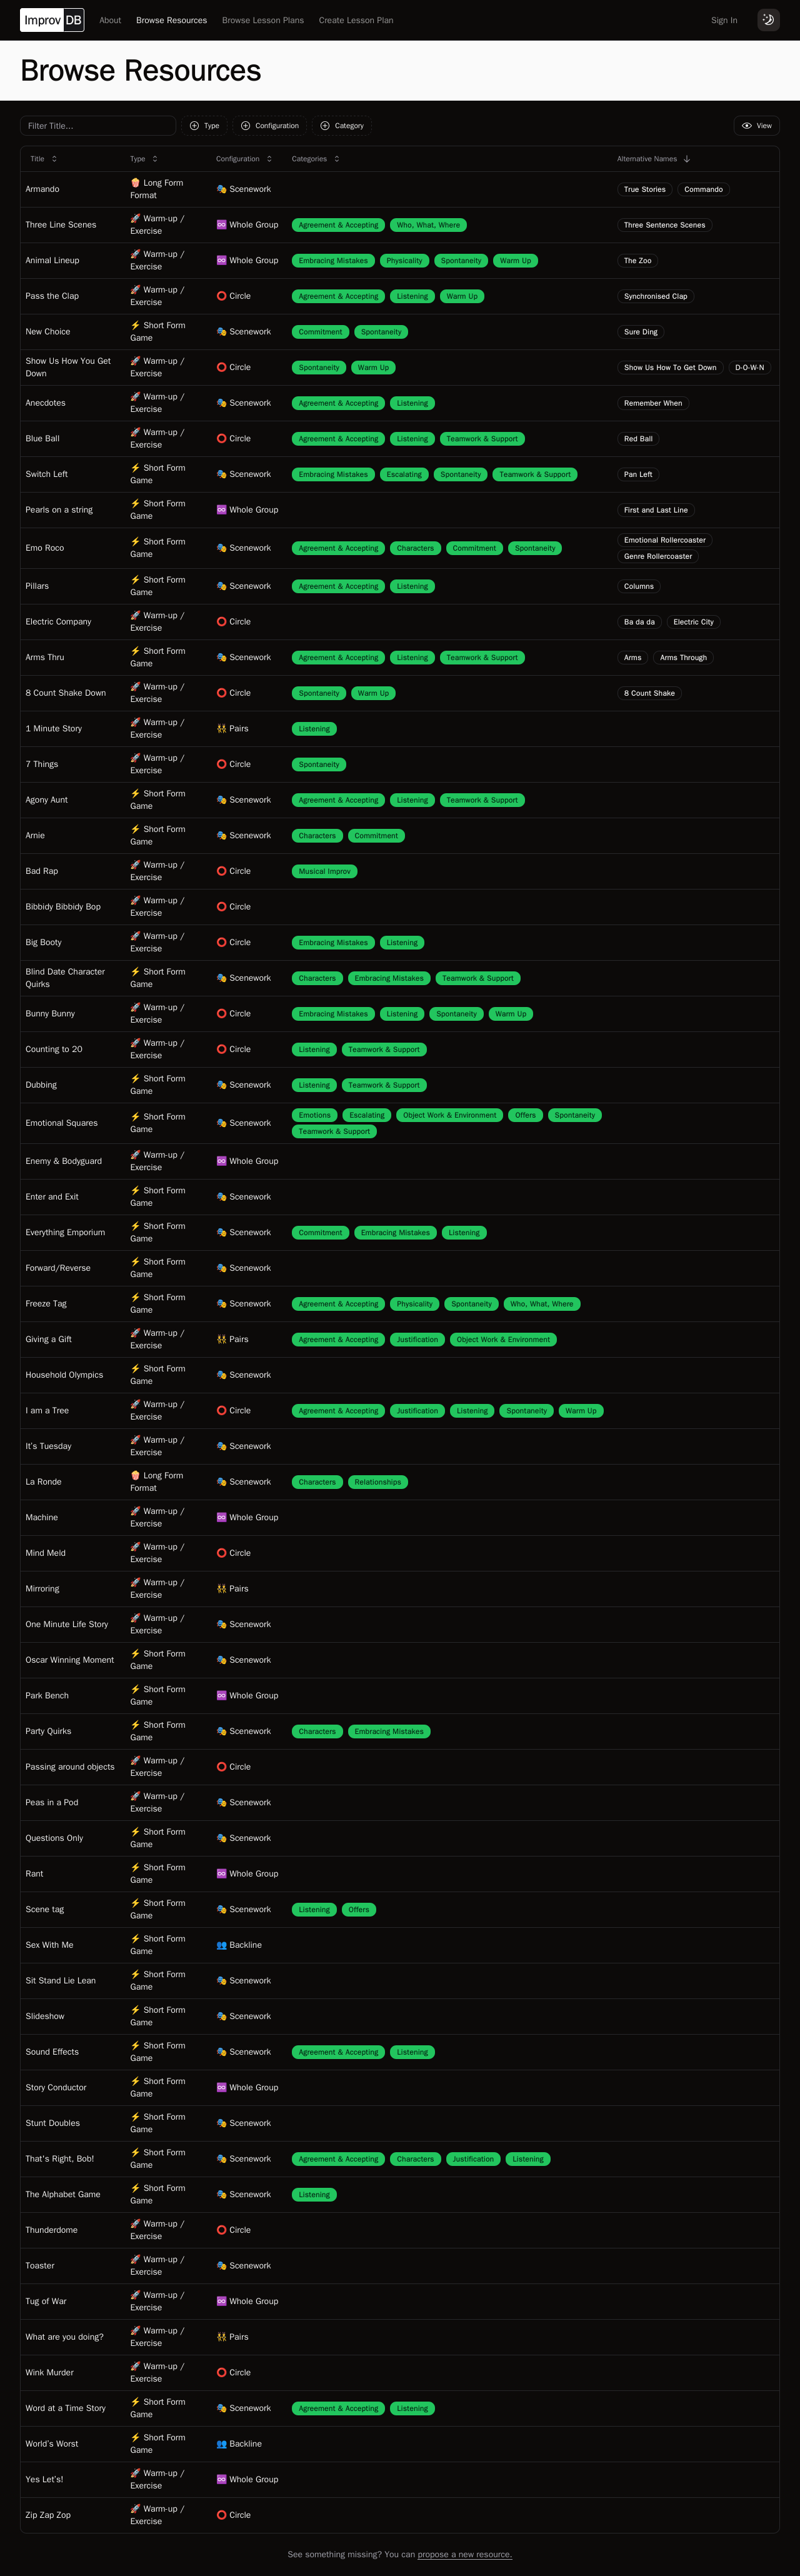 Improv DB About Browse Resources Browse Lesson Plans Create Lesson Plan Sign In
Browse Resources
Filter Title... Type Configuration Category View
Title Type Configuration Categories Alternative Names
Armando 🍿 Long Form Format 🎭 Scenework True Stories Commando
Three Line Scenes 🚀 Warm-up / Exercise ♾️ Whole Group Agreement & Accepting Who, What, Where Three Sentence Scenes
Animal Lineup 🚀 Warm-up / Exercise ♾️ Whole Group Embracing Mistakes Physicality Spontaneity Warm Up The Zoo
Pass the Clap 🚀 Warm-up / Exercise ⭕ Circle Agreement & Accepting Listening Warm Up Synchronised Clap
New Choice ⚡ Short Form Game 🎭 Scenework Commitment Spontaneity Sure Ding
Show Us How You Get Down 🚀 Warm-up / Exercise ⭕ Circle Spontaneity Warm Up Show Us How To Get Down D-O-W-N
Anecdotes 🚀 Warm-up / Exercise 🎭 Scenework Agreement & Accepting Listening Remember When
Blue Ball 🚀 Warm-up / Exercise ⭕ Circle Agreement & Accepting Listening Teamwork & Support Red Ball
Switch Left ⚡ Short Form Game 🎭 Scenework Embracing Mistakes Escalating Spontaneity Teamwork & Support Pan Left
Pearls on a string ⚡ Short Form Game ♾️ Whole Group First and Last Line
Emo Roco ⚡ Short Form Game 🎭 Scenework Agreement & Accepting Characters Commitment Spontaneity Emotional Rollercoaster Genre Rollercoaster
Pillars ⚡ Short Form Game 🎭 Scenework Agreement & Accepting Listening Columns
Electric Company 🚀 Warm-up / Exercise ⭕ Circle Ba da da Electric City
Arms Thru ⚡ Short Form Game 🎭 Scenework Agreement & Accepting Listening Teamwork & Support Arms Arms Through
8 Count Shake Down 🚀 Warm-up / Exercise ⭕ Circle Spontaneity Warm Up 8 Count Shake
1 Minute Story 🚀 Warm-up / Exercise 👯 Pairs Listening
7 Things 🚀 Warm-up / Exercise ⭕ Circle Spontaneity
Agony Aunt ⚡ Short Form Game 🎭 Scenework Agreement & Accepting Listening Teamwork & Support
Arnie ⚡ Short Form Game 🎭 Scenework Characters Commitment
Bad Rap 🚀 Warm-up / Exercise ⭕ Circle Musical Improv
Bibbidy Bibbidy Bop 🚀 Warm-up / Exercise ⭕ Circle
Big Booty 🚀 Warm-up / Exercise ⭕ Circle Embracing Mistakes Listening
Blind Date Character Quirks ⚡ Short Form Game 🎭 Scenework Characters Embracing Mistakes Teamwork & Support
Bunny Bunny 🚀 Warm-up / Exercise ⭕ Circle Embracing Mistakes Listening Spontaneity Warm Up
Counting to 20 🚀 Warm-up / Exercise ⭕ Circle Listening Teamwork & Support
Dubbing ⚡ Short Form Game 🎭 Scenework Listening Teamwork & Support
Emotional Squares ⚡ Short Form Game 🎭 Scenework Emotions Escalating Object Work & Environment Offers Spontaneity Teamwork & Support
Enemy & Bodyguard 🚀 Warm-up / Exercise ♾️ Whole Group
Enter and Exit ⚡ Short Form Game 🎭 Scenework
Everything Emporium ⚡ Short Form Game 🎭 Scenework Commitment Embracing Mistakes Listening
Forward/Reverse ⚡ Short Form Game 🎭 Scenework
Freeze Tag ⚡ Short Form Game 🎭 Scenework Agreement & Accepting Physicality Spontaneity Who, What, Where
Giving a Gift 🚀 Warm-up / Exercise 👯 Pairs Agreement & Accepting Justification Object Work & Environment
Household Olympics ⚡ Short Form Game 🎭 Scenework
I am a Tree 🚀 Warm-up / Exercise ⭕ Circle Agreement & Accepting Justification Listening Spontaneity Warm Up
It's Tuesday 🚀 Warm-up / Exercise 🎭 Scenework
La Ronde 🍿 Long Form Format 🎭 Scenework Characters Relationships
Machine 🚀 Warm-up / Exercise ♾️ Whole Group
Mind Meld 🚀 Warm-up / Exercise ⭕ Circle
Mirroring 🚀 Warm-up / Exercise 👯 Pairs
One Minute Life Story 🚀 Warm-up / Exercise 🎭 Scenework
Oscar Winning Moment ⚡ Short Form Game 🎭 Scenework
Park Bench ⚡ Short Form Game ♾️ Whole Group
Party Quirks ⚡ Short Form Game 🎭 Scenework Characters Embracing Mistakes
Passing around objects 🚀 Warm-up / Exercise ⭕ Circle
Peas in a Pod 🚀 Warm-up / Exercise 🎭 Scenework
Questions Only ⚡ Short Form Game 🎭 Scenework
Rant ⚡ Short Form Game ♾️ Whole Group
Scene tag ⚡ Short Form Game 🎭 Scenework Listening Offers
Sex With Me ⚡ Short Form Game 👥 Backline
Sit Stand Lie Lean ⚡ Short Form Game 🎭 Scenework
Slideshow ⚡ Short Form Game 🎭 Scenework
Sound Effects ⚡ Short Form Game 🎭 Scenework Agreement & Accepting Listening
Story Conductor ⚡ Short Form Game ♾️ Whole Group
Stunt Doubles ⚡ Short Form Game 🎭 Scenework
That's Right, Bob! ⚡ Short Form Game 🎭 Scenework Agreement & Accepting Characters Justification Listening
The Alphabet Game ⚡ Short Form Game 🎭 Scenework Listening
Thunderdome 🚀 Warm-up / Exercise ⭕ Circle
Toaster 🚀 Warm-up / Exercise 🎭 Scenework
Tug of War 🚀 Warm-up / Exercise ♾️ Whole Group
What are you doing? 🚀 Warm-up / Exercise 👯 Pairs
Wink Murder 🚀 Warm-up / Exercise ⭕ Circle
Word at a Time Story ⚡ Short Form Game 🎭 Scenework Agreement & Accepting Listening
World's Worst ⚡ Short Form Game 👥 Backline
Yes Let's! 🚀 Warm-up / Exercise ♾️ Whole Group
Zip Zap Zop 🚀 Warm-up / Exercise ⭕ Circle
See something missing? You can propose a new resource.